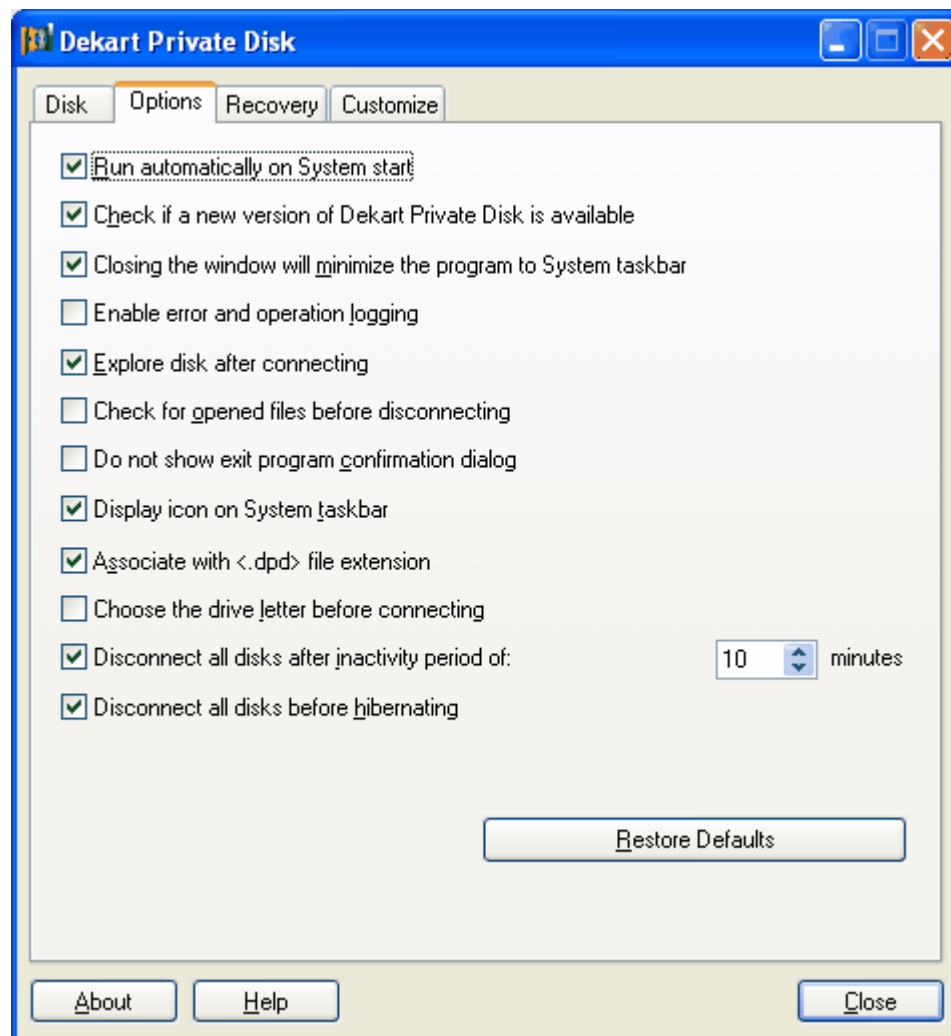 Dekart Private Disk
Disk Options Recovery Customize
Run automatically on System start
Check if a new version of Dekart Private Disk is available
Closing the window will minimize the program to System taskbar
Enable error and operation logging
Explore disk after connecting
Check for opened files before disconnecting
Do not show exit program confirmation dialog
Display icon on System taskbar
Associate with <.dpd> file extension
Choose the drive letter before connecting
Disconnect all disks after inactivity period of: 10 minutes
Disconnect all disks before hibernating
Restore Defaults
About Help Close